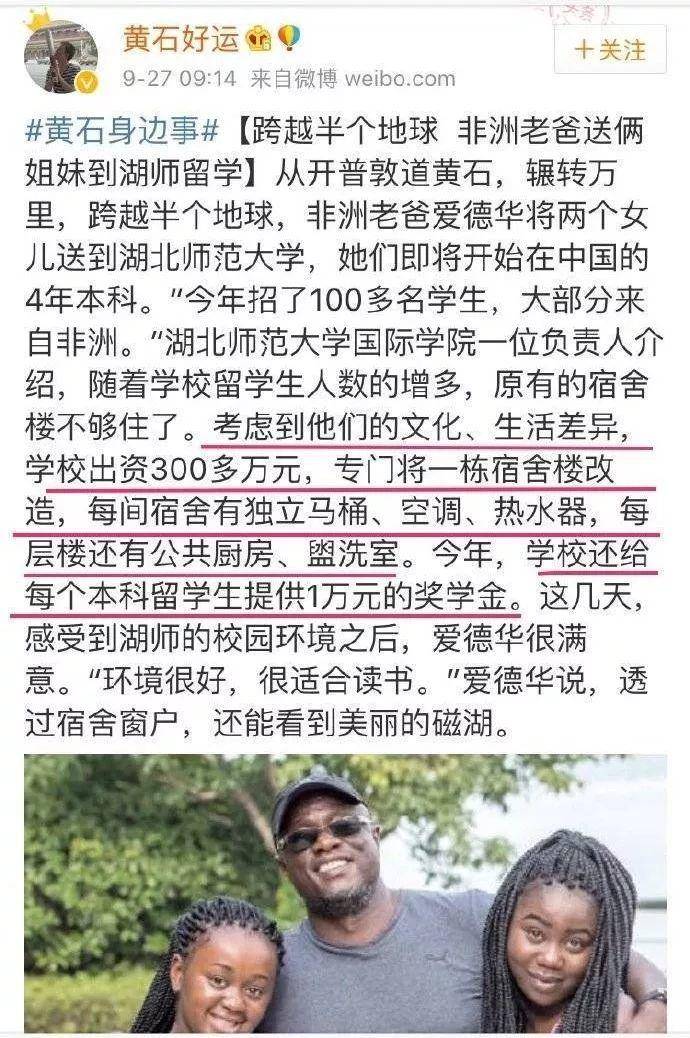 黄石好运
9-27 09:14 来自微博 weibo.com
+关注
#黄石身边事#【跨越半个地球 非洲老爸送俩
姐妹到湖师留学】从开普敦道黄石，辗转万
里，跨越半个地球，非洲老爸爱德华将两个女
儿送到湖北师范大学，她们即将开始在中国的
4年本科。“今年招了100多名学生，大部分来
自非洲。“湖北师范大学国际学院一位负责人介
绍，随着学校留学生人数的增多，原有的宿舍
楼不够住了。考虑到他们的文化、生活差异，
学校出资300多万元，专门将一栋宿舍楼改
造，每间宿舍有独立马桶、空调、热水器，每
层楼还有公共厨房、盥洗室。今年，学校还给
每个本科留学生提供1万元的奖学金。这几天，
感受到湖师的校园环境之后，爱德华很满
意。“环境很好，很适合读书。”爱德华说，透
过宿舍窗户，还能看到美丽的磁湖。